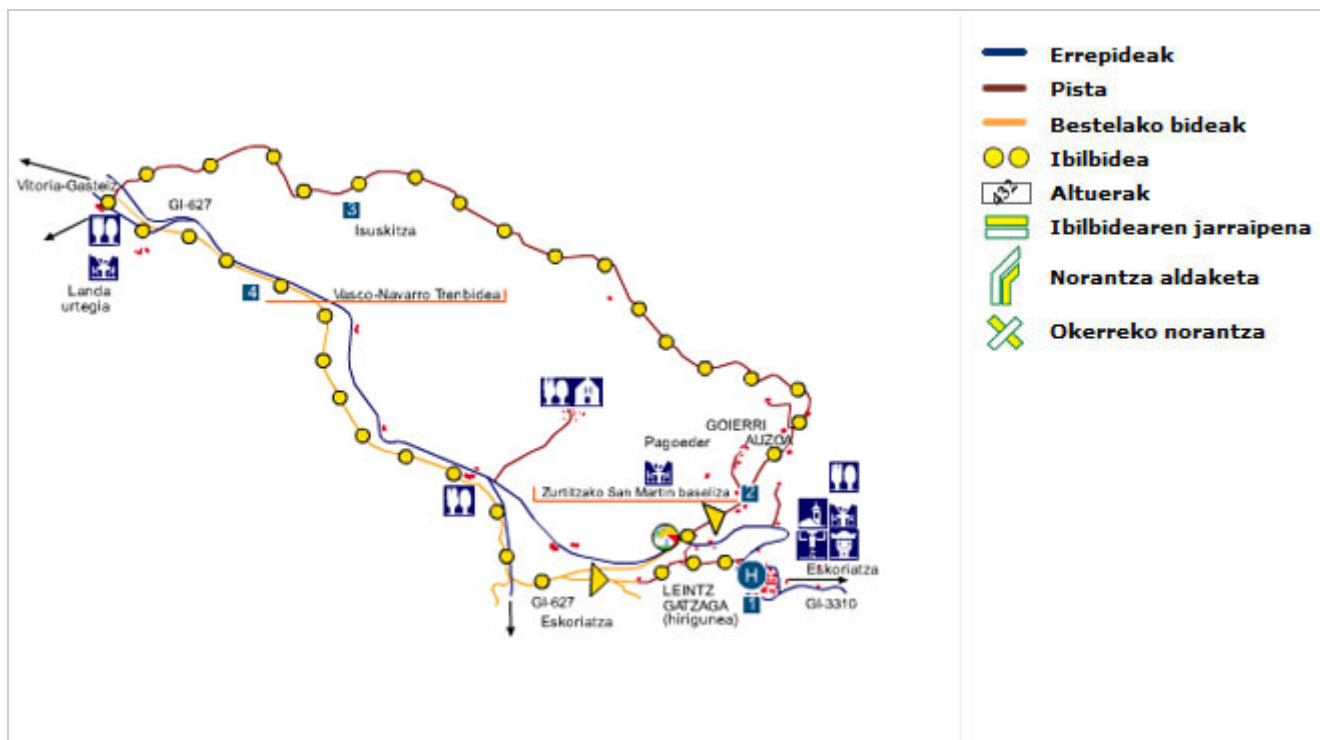 Vitoria-Gasteiz
GI-627
3
Isuskitza
Landa
urtegia
4
Vasco-Navarro Trenbidea
GOIERRI
AUZOA
Pagoeder
Zurtitzako San Martin baseliza
2
H
1
LEINTZ
GATZAGA
(hirigunea)
GI-627
Eskoriatza
Eskoriatza
GI-3310
Errepideak
Pista
Bestelako bideak
Ibilbidea
Altuerak
Ibilbidearen jarraipena
Norantza aldaketa
Okerreko norantza